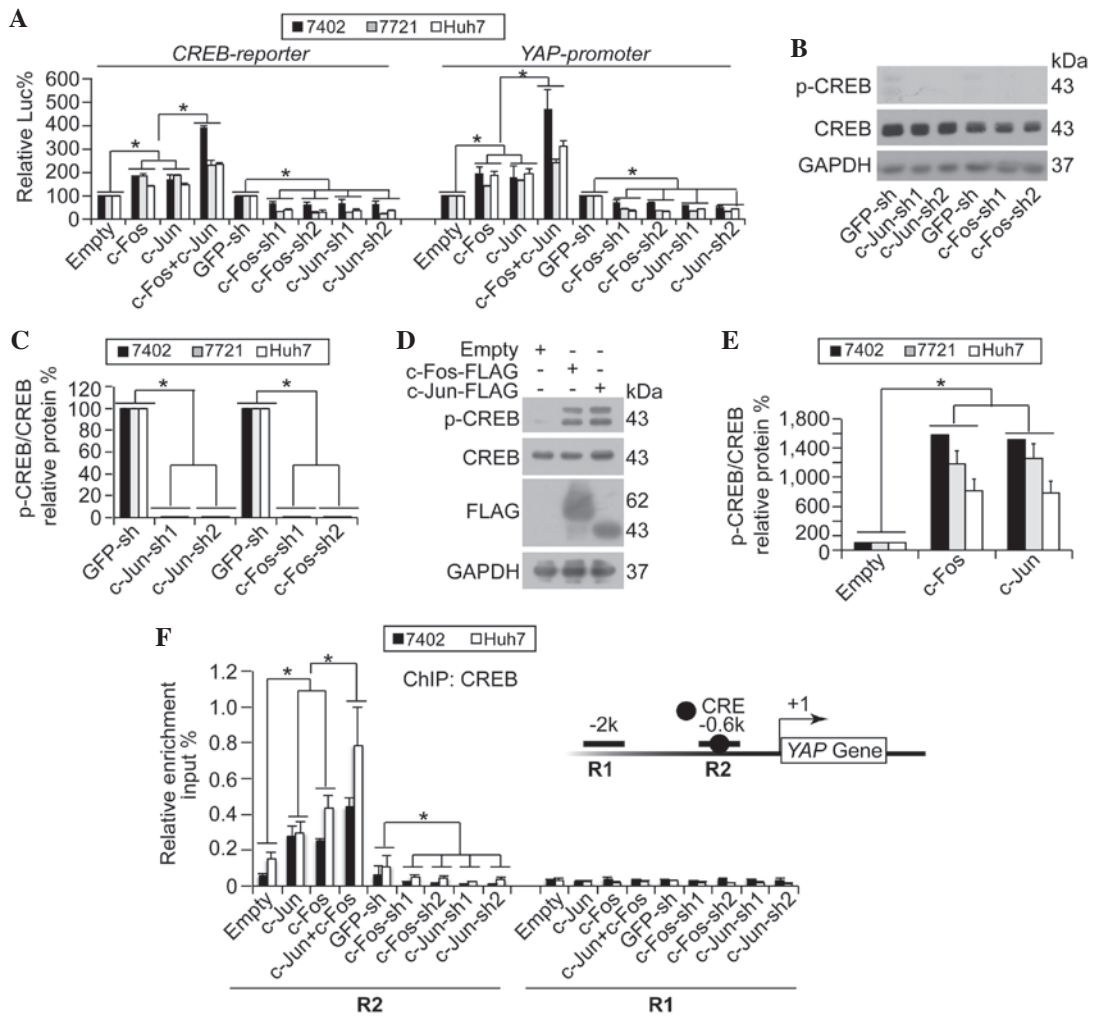 A
7402 7721 Huh7
CREB-reporter YAP-promoter
Relative Luc%
600
500
400
300
200
100
0
* * * * * *
Empty c-Fos c-Jun c-Fos+c-Jun GFP-sh c-Fos-sh1 c-Fos-sh2 c-Jun-sh1 c-Jun-sh2
Empty c-Fos c-Jun c-Fos+c-Jun GFP-sh c-Fos-sh1 c-Fos-sh2 c-Jun-sh1 c-Jun-sh2
B
kDa
p-CREB 43
CREB 43
GAPDH 37
GFP-sh c-Jun-sh1 c-Jun-sh2 GFP-sh c-Fos-sh1 c-Fos-sh2
C
7402 7721 Huh7
p-CREB/CREB
relative protein %
120
100
80
60
40
20
0
* *
GFP-sh c-Jun-sh1 c-Jun-sh2 GFP-sh c-Fos-sh1 c-Fos-sh2
D
Empty + - -
c-Fos-FLAG - + -
c-Jun-FLAG - - + kDa
p-CREB 43
CREB 43
FLAG 62
43
GAPDH 37
E
7402 7721 Huh7
p-CREB/CREB
relative protein %
1,800
1,400
1,000
600
200
0
*
Empty c-Fos c-Jun
F
7402 Huh7
ChIP: CREB
Relative enrichment
input %
1.2
1.0
0.8
0.6
0.4
0.2
0
* * *
Empty c-Jun c-Fos c-Jun+c-Fos GFP-sh c-Fos-sh1 c-Fos-sh2 c-Jun-sh1 c-Jun-sh2
R2
Empty c-Jun c-Fos c-Jun+c-Fos GFP-sh c-Fos-sh1 c-Fos-sh2 c-Jun-sh1 c-Jun-sh2
R1
CRE +1
-2k -0.6k
YAP Gene
R1 R2